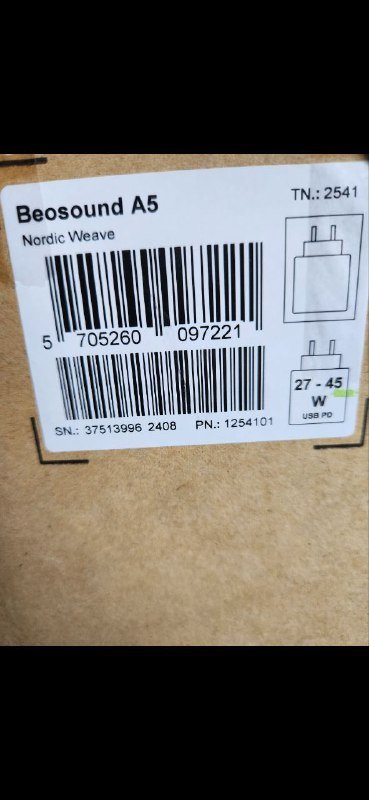 Beosound A5
TN.: 2541
Nordic Weave
5 705260 097221
27 - 45
W
USB PD
SN.: 37513996 2408 PN.: 1254101